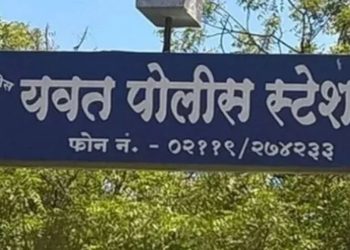 यवत पोलीस स्टेश
फोन नं. - ०२११९/२७४२३३